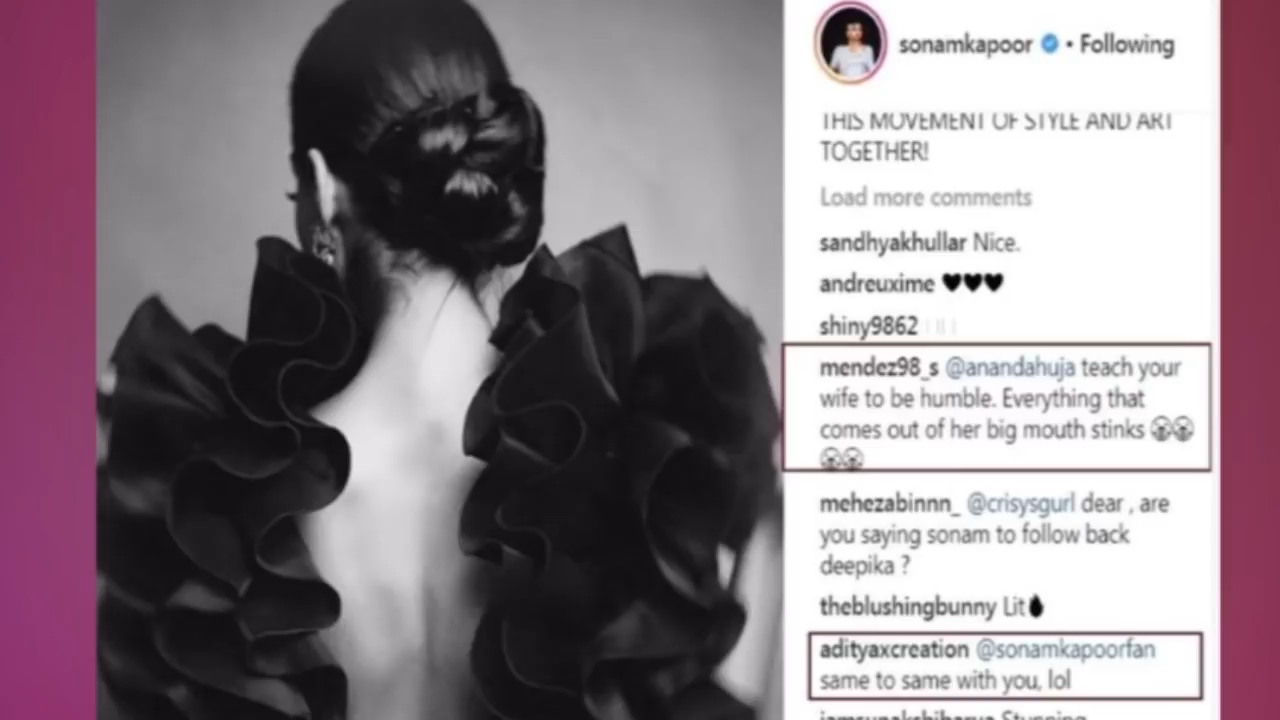 sonamkapoor • Following
THIS MOVEMENT OF STYLE AND ART
TOGETHER!
Load more comments
sandhyakhullar Nice.
andreuxime 🖤🖤🖤
shiny9862
mendez98_s @anandahuja teach your
wife to be humble. Everything that
comes out of her big mouth stinks 😭😭
😭😭
mehezabinnn_ @crisysgurl dear , are
you saying sonam to follow back
deepika ?
theblushingbunny Lit
adityaxcreation @sonamkapoorfan
same to same with you, lol
Stunning